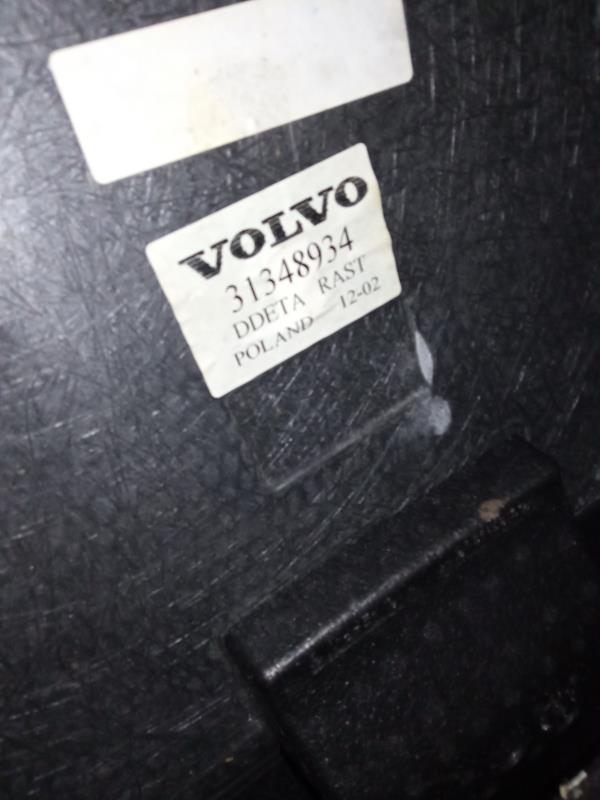 VOLVO
31348934
DDETA RAST
POLAND 12-02